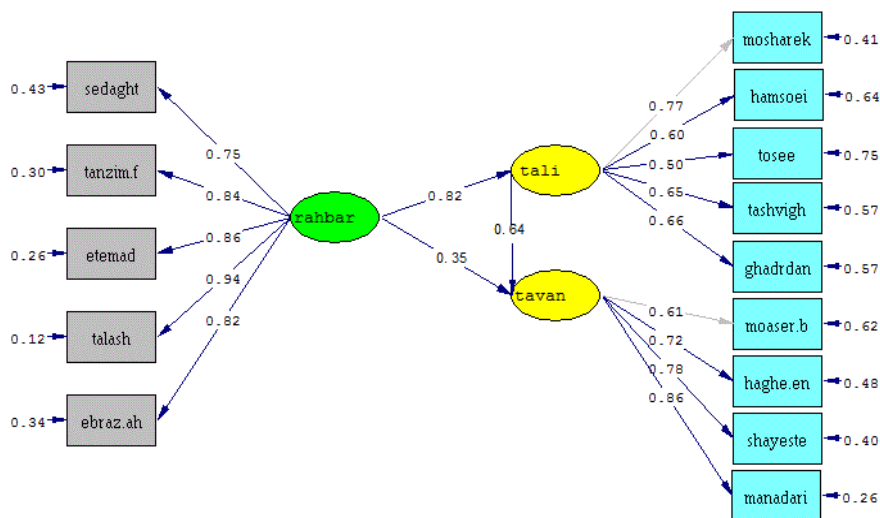 0.43
sedaght
0.30
tanzim.f
0.26
etemad
0.12
talash
0.34
ebraz.ah
0.75
0.84
0.86
0.94
0.82
rahbar
0.82
0.35
tali
0.64
tavan
0.77
0.60
0.50
0.65
0.66
0.61
0.72
0.78
0.86
mosharek
0.41
hamsoei
0.64
tosee
0.75
tashvigh
0.57
ghadrdan
0.57
moaser.b
0.62
haghe.en
0.48
shayeste
0.40
manadari
0.26